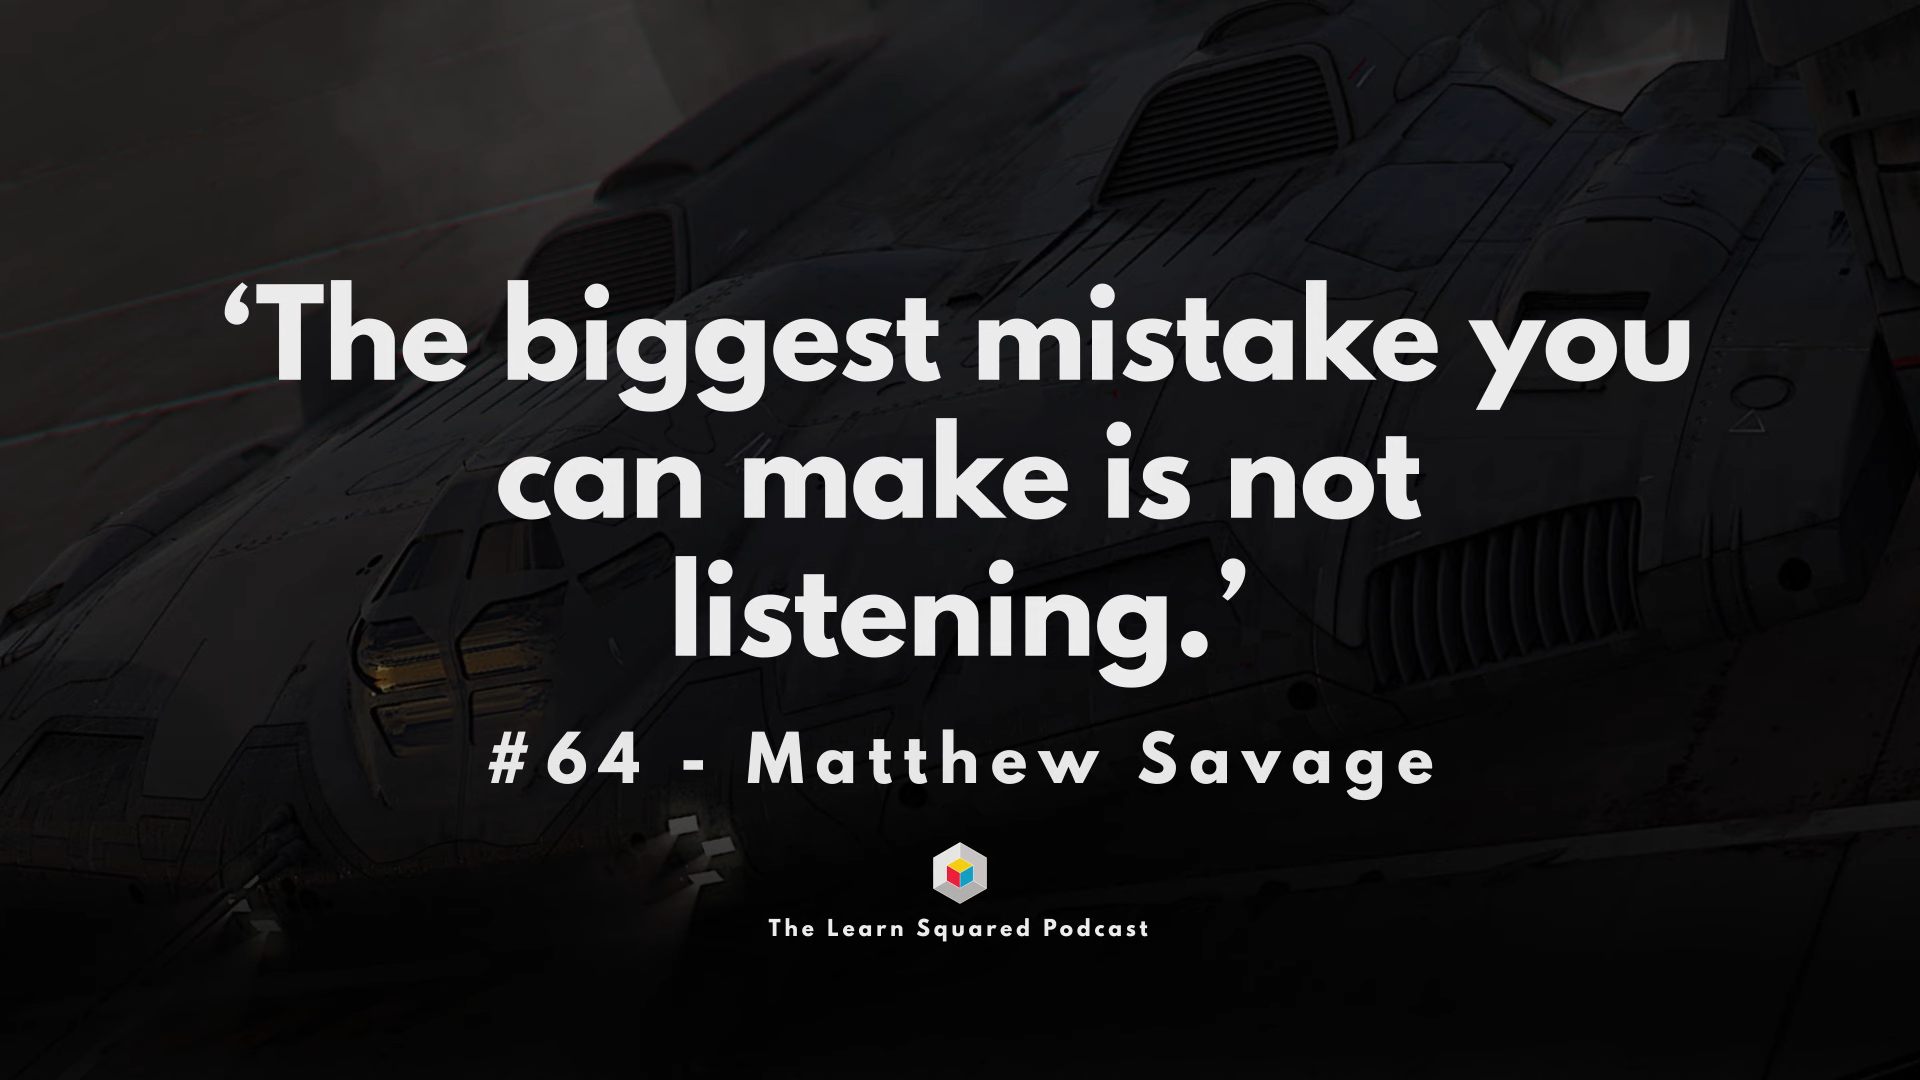 ‘The biggest mistake you
can make is not
listening.’
#64 - Matthew Savage
The Learn Squared Podcast